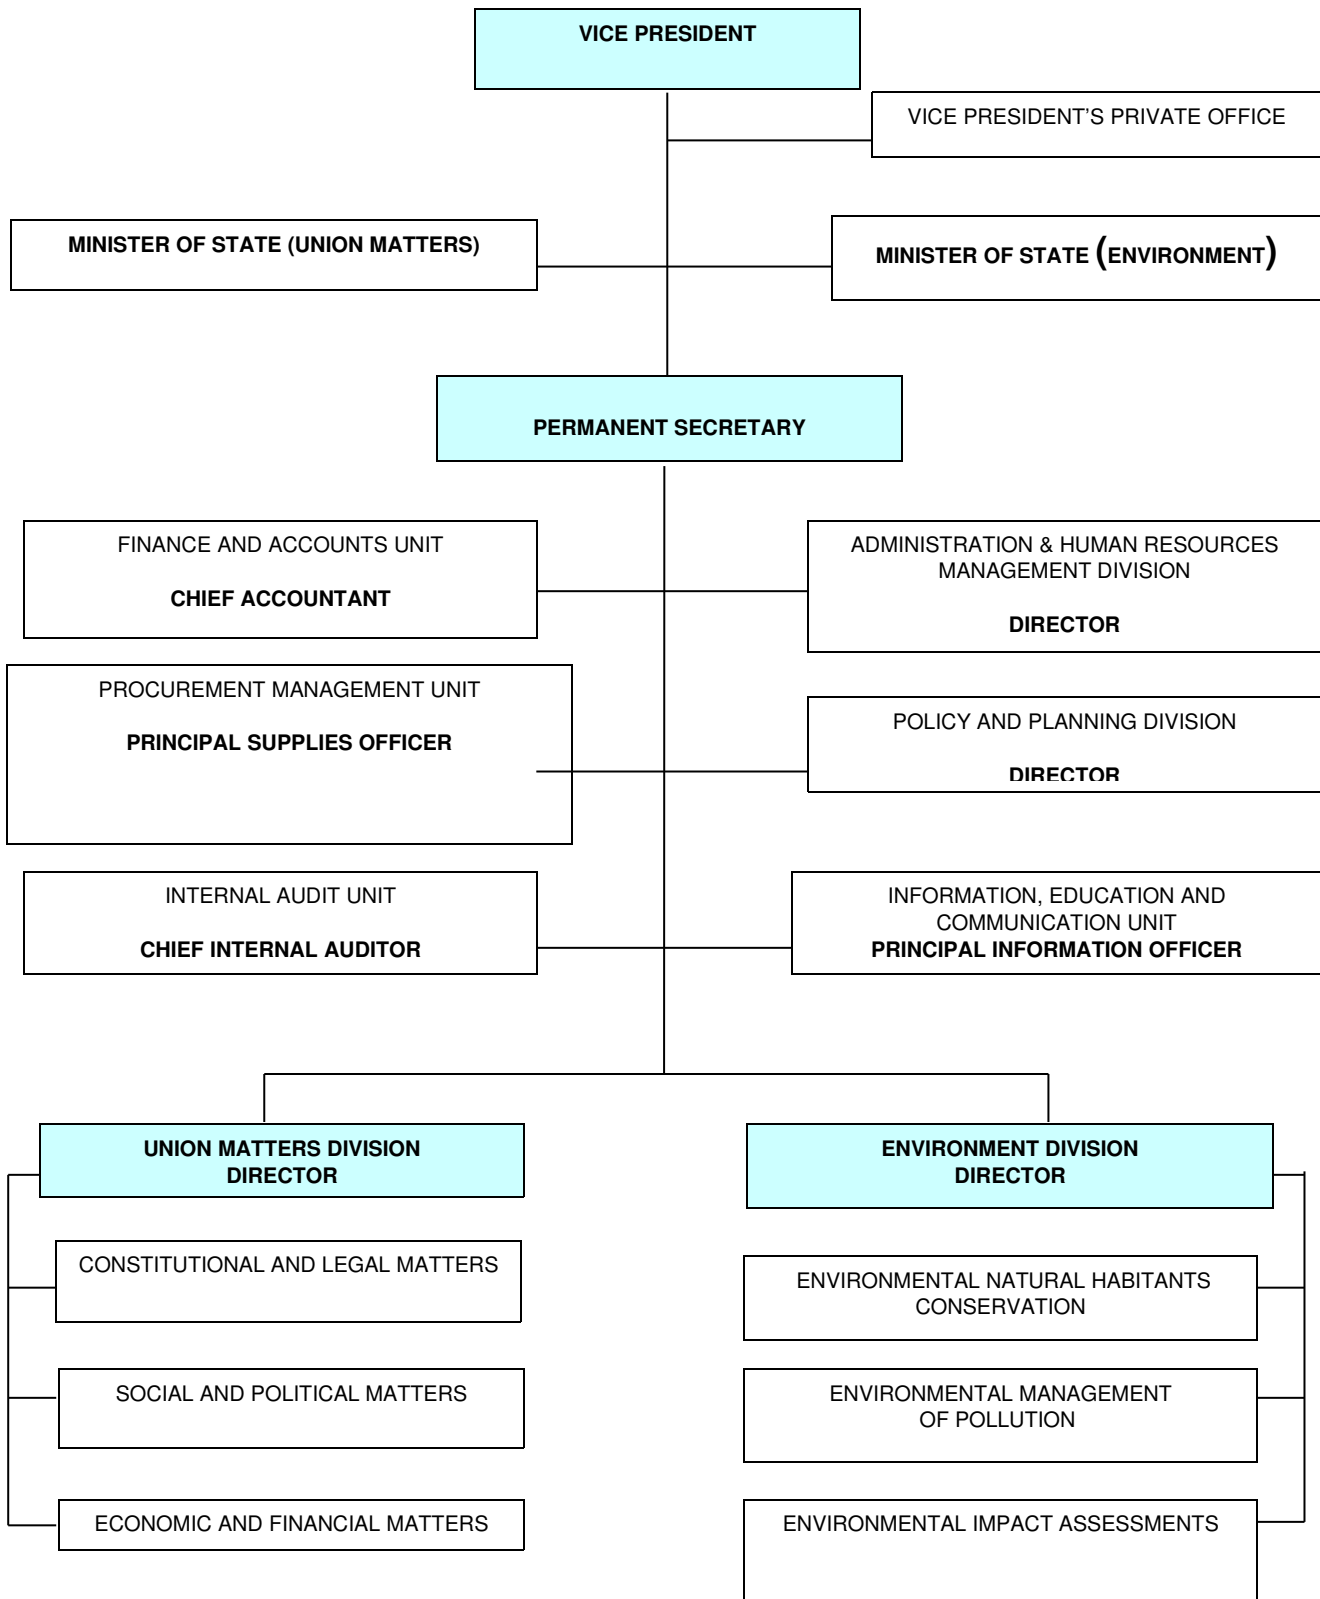 VICE PRESIDENT
VICE PRESIDENT'S PRIVATE OFFICE
MINISTER OF STATE (UNION MATTERS)
MINISTER OF STATE (ENVIRONMENT)
PERMANENT SECRETARY
FINANCE AND ACCOUNTS UNIT
CHIEF ACCOUNTANT
ADMINISTRATION & HUMAN RESOURCES
MANAGEMENT DIVISION
DIRECTOR
PROCUREMENT MANAGEMENT UNIT
PRINCIPAL SUPPLIES OFFICER
POLICY AND PLANNING DIVISION
DIRECTOR
INTERNAL AUDIT UNIT
CHIEF INTERNAL AUDITOR
INFORMATION, EDUCATION AND
COMMUNICATION UNIT
PRINCIPAL INFORMATION OFFICER
UNION MATTERS DIVISION
DIRECTOR
ENVIRONMENT DIVISION
DIRECTOR
CONSTITUTIONAL AND LEGAL MATTERS
SOCIAL AND POLITICAL MATTERS
ECONOMIC AND FINANCIAL MATTERS
ENVIRONMENTAL NATURAL HABITANTS
CONSERVATION
ENVIRONMENTAL MANAGEMENT
OF POLLUTION
ENVIRONMENTAL IMPACT ASSESSMENTS